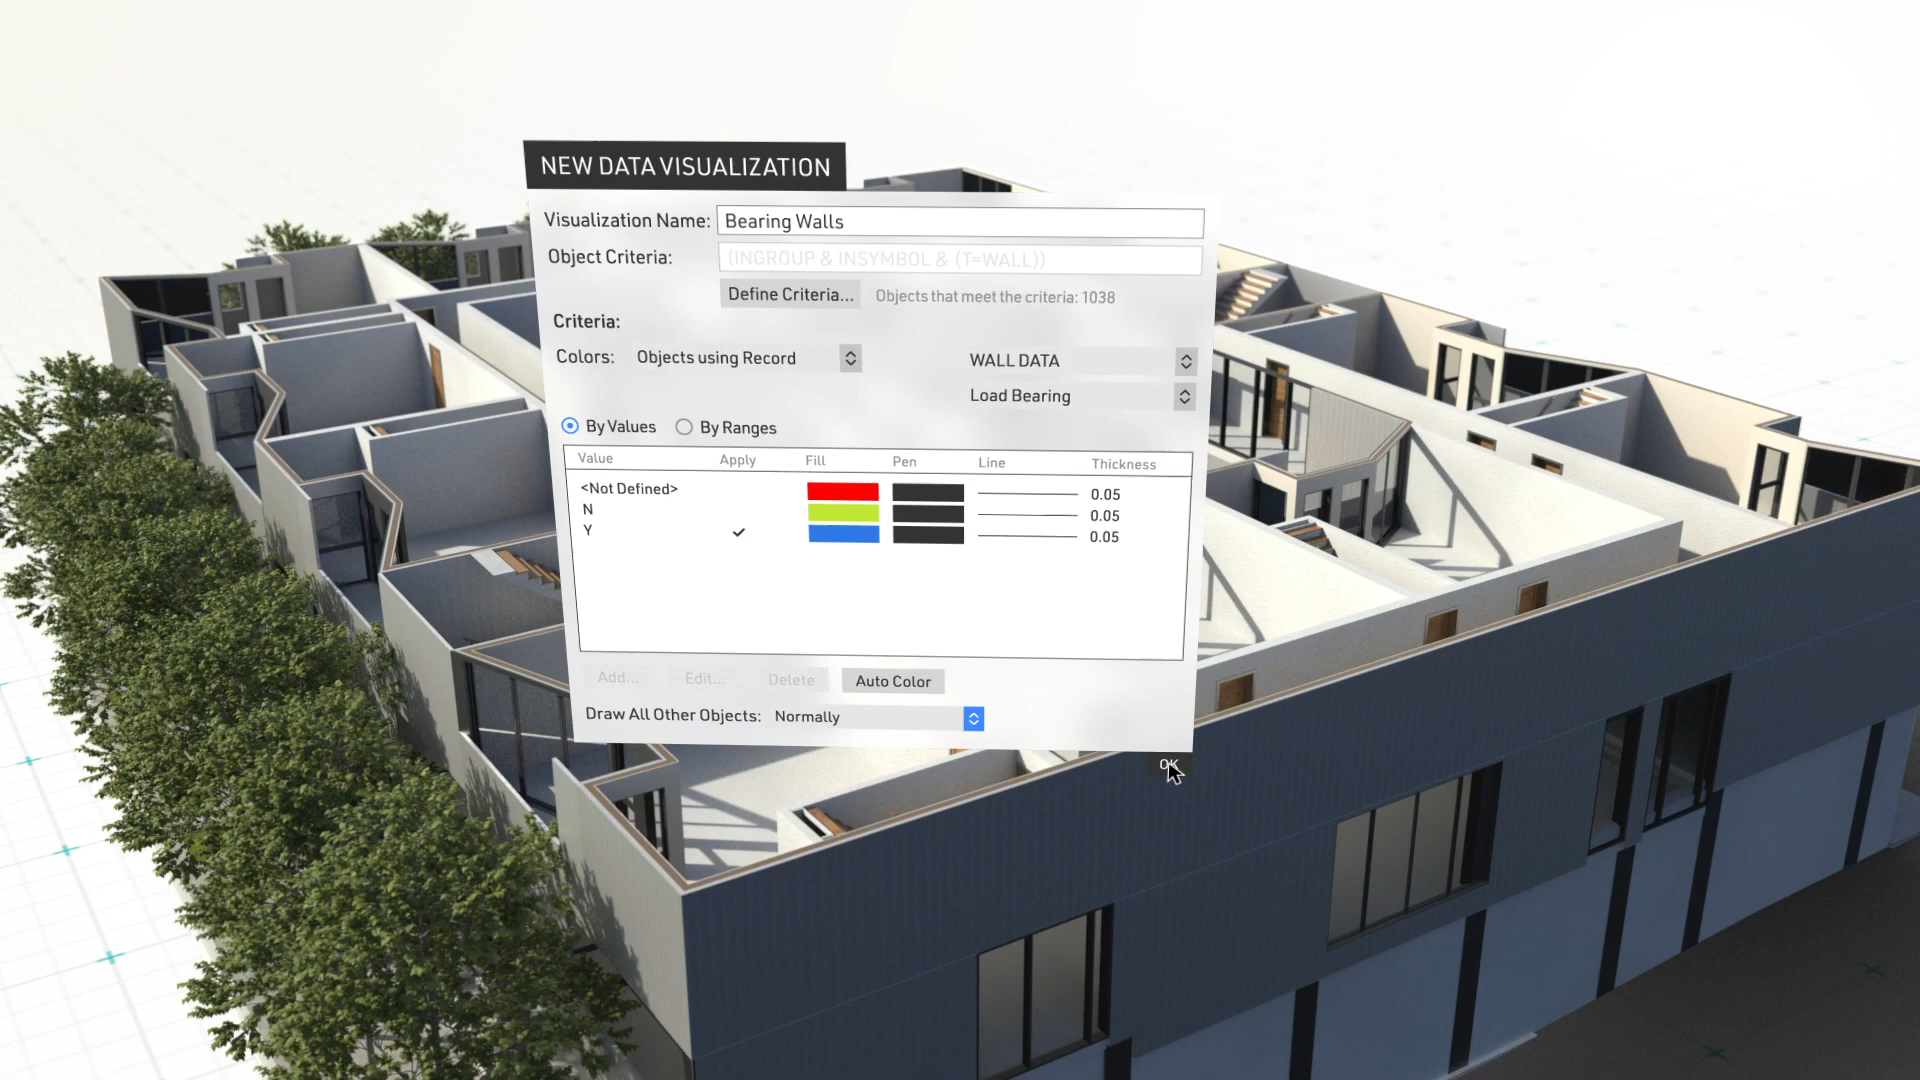 NEW DATA VISUALIZATION
Visualization Name: Bearing Walls
Object Criteria: (INGROUP & INSYMBOL & (T=WALL))
Define Criteria... Objects that meet the criteria: 1038
Criteria:
Colors: Objects using Record WALL DATA
Load Bearing
By Values By Ranges
Value Apply Fill Pen Line Thickness
<Not Defined> 0.05
N 0.05
Y 0.05
Add... Edit... Delete Auto Color
Draw All Other Objects: Normally
OK